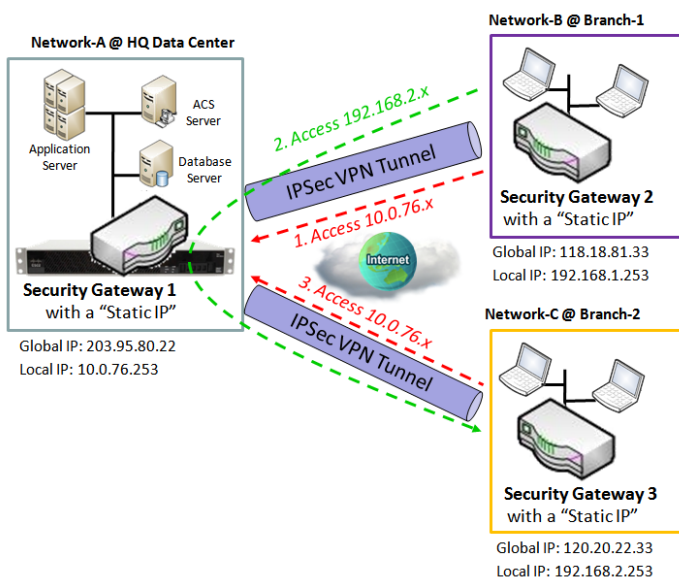 Network-A @ HQ Data Center
Application
Server
ACS
Server
Database
Server
Security Gateway 1
with a “Static IP”
Global IP: 203.95.80.22
Local IP: 10.0.76.253
2. Access 192.168.2.x
IPSec VPN Tunnel
1. Access 10.0.76.x
Internet
3. Access 10.0.76.x
IPSec VPN Tunnel
Network-B @ Branch-1
Security Gateway 2
with a “Static IP”
Global IP: 118.18.81.33
Local IP: 192.168.1.253
Network-C @ Branch-2
Security Gateway 3
with a “Static IP”
Global IP: 120.20.22.33
Local IP: 192.168.2.253